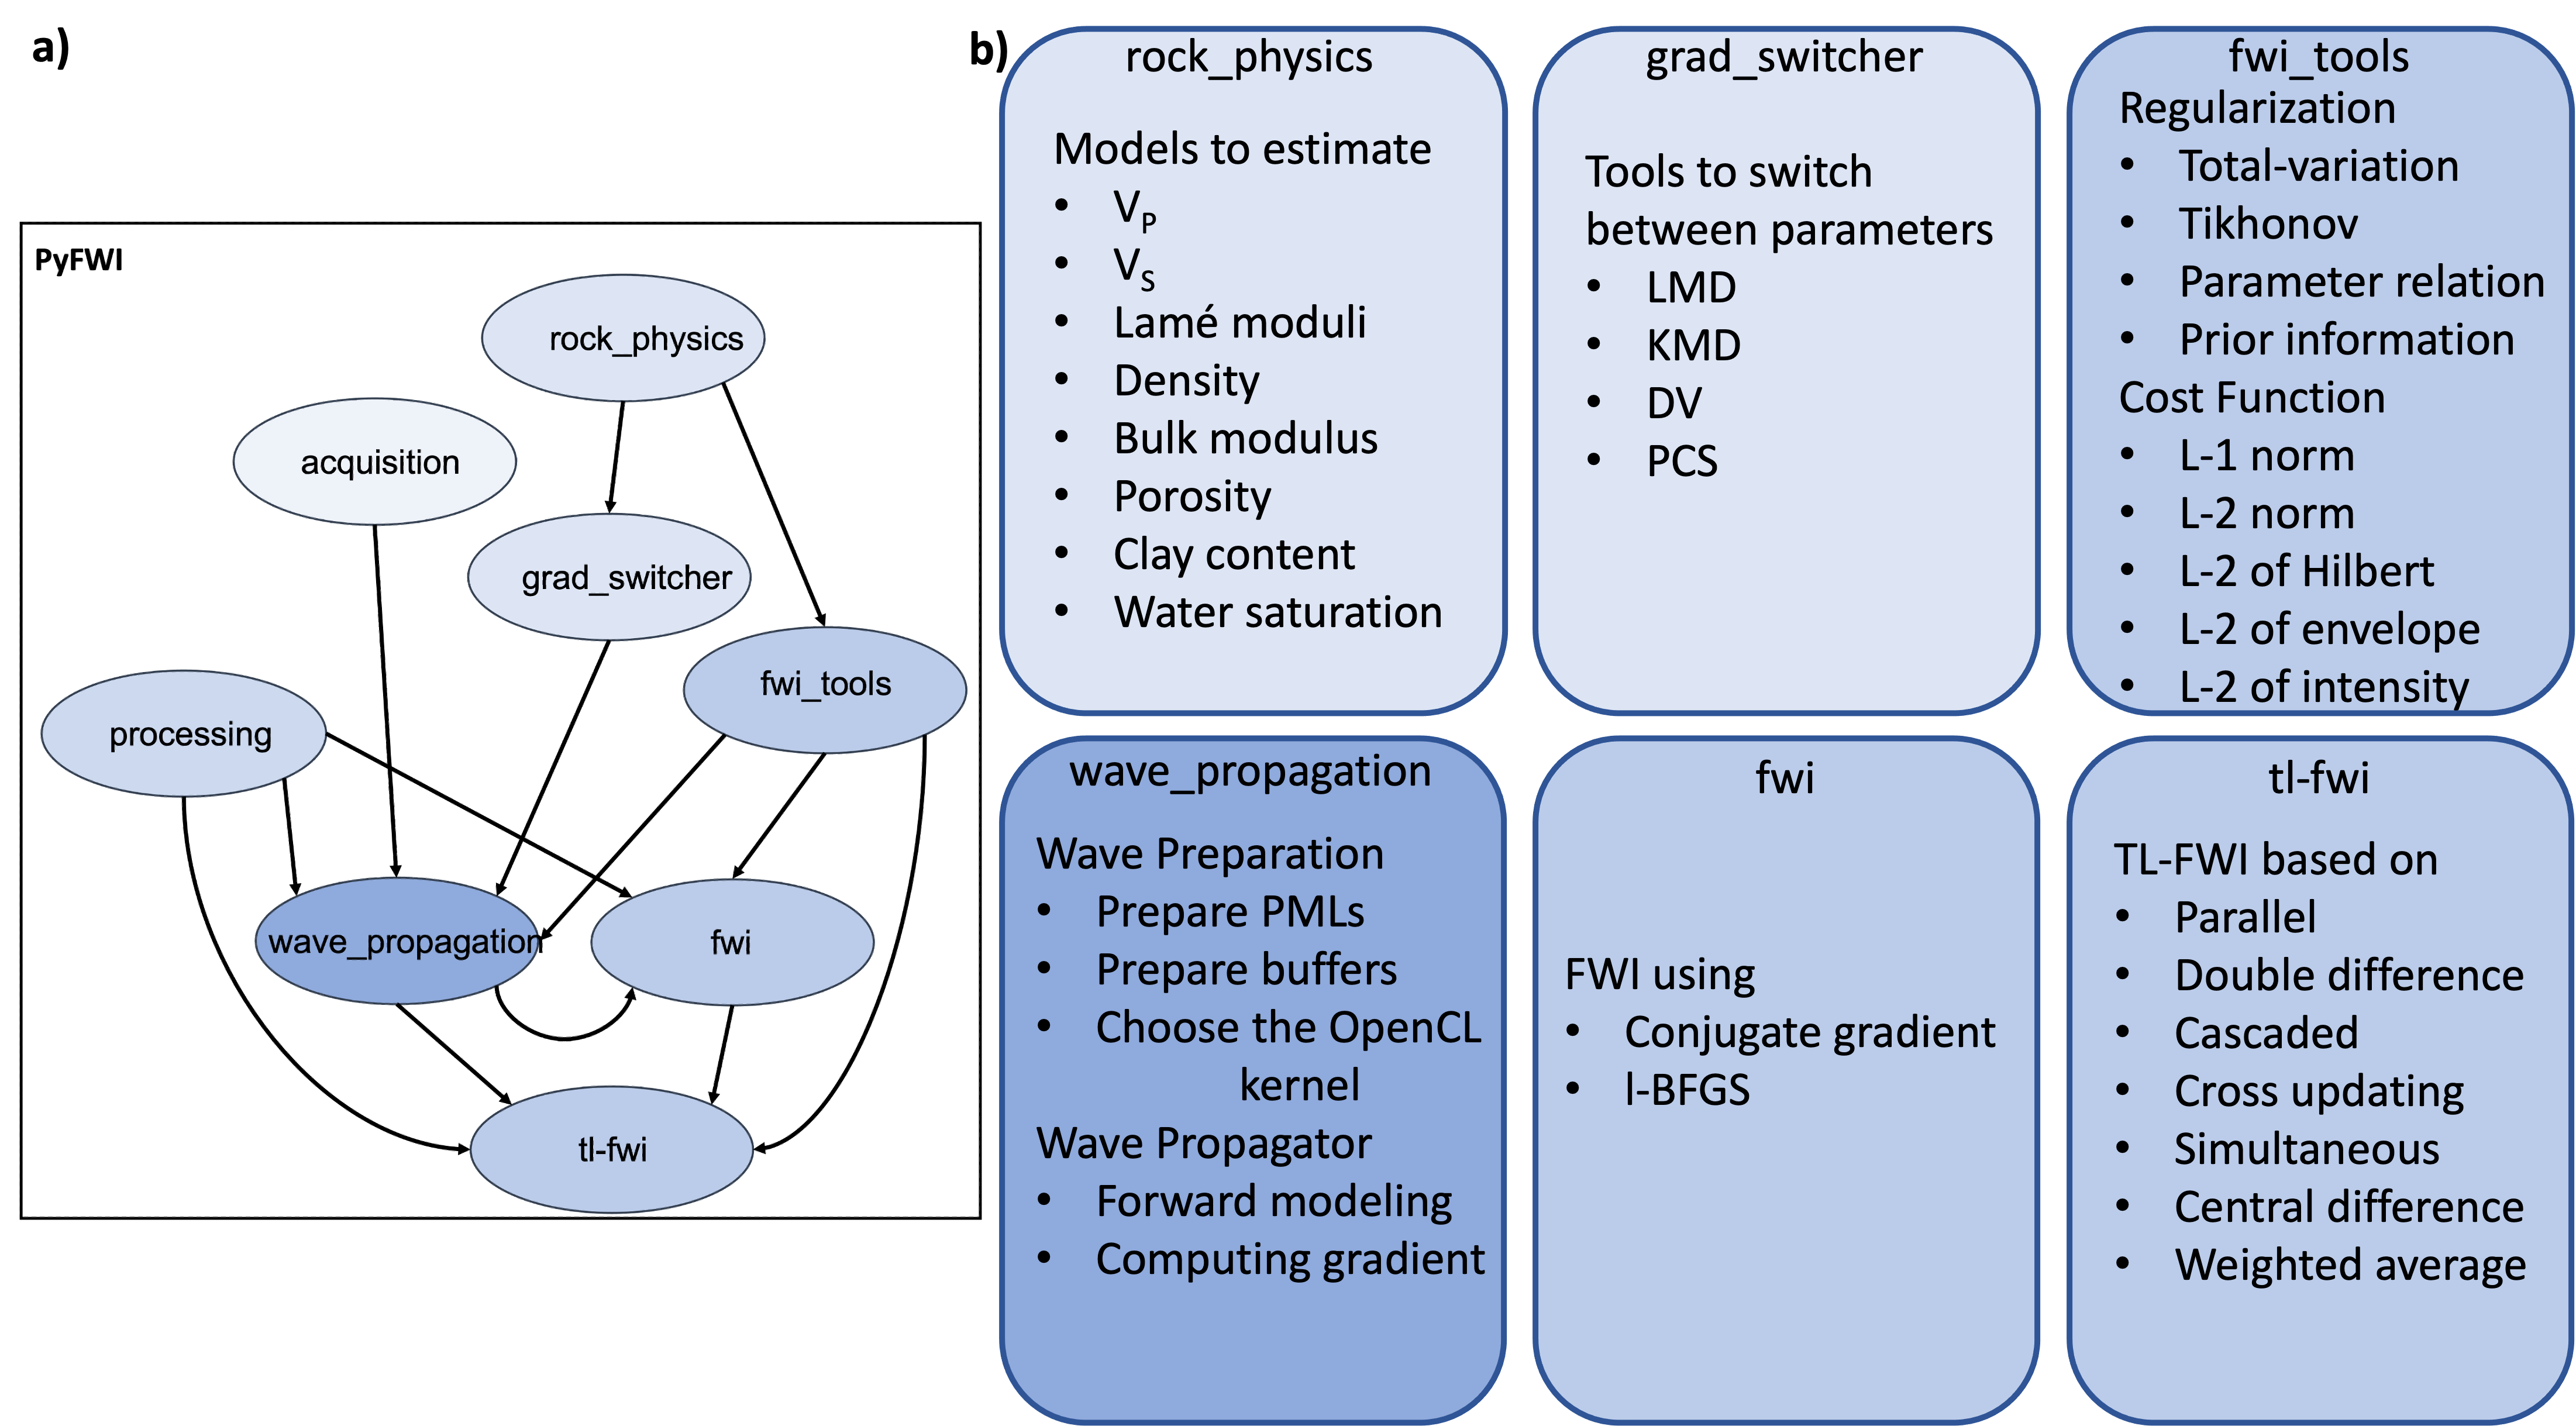 a)
PyFWI
rock_physics
acquisition
grad_switcher
fwi_tools
processing
wave_propagation
fwi
tl-fwi
b)
rock_physics
Models to estimate
• VP
• VS
• Lamé moduli
• Density
• Bulk modulus
• Porosity
• Clay content
• Water saturation
grad_switcher
Tools to switch
between parameters
• LMD
• KMD
• DV
• PCS
fwi_tools
Regularization
• Total-variation
• Tikhonov
• Parameter relation
• Prior information
Cost Function
• L-1 norm
• L-2 norm
• L-2 of Hilbert
• L-2 of envelope
• L-2 of intensity
wave_propagation
Wave Preparation
• Prepare PMLs
• Prepare buffers
• Choose the OpenCL
kernel
Wave Propagator
• Forward modeling
• Computing gradient
fwi
FWI using
• Conjugate gradient
• l-BFGS
tl-fwi
TL-FWI based on
• Parallel
• Double difference
• Cascaded
• Cross updating
• Simultaneous
• Central difference
• Weighted average